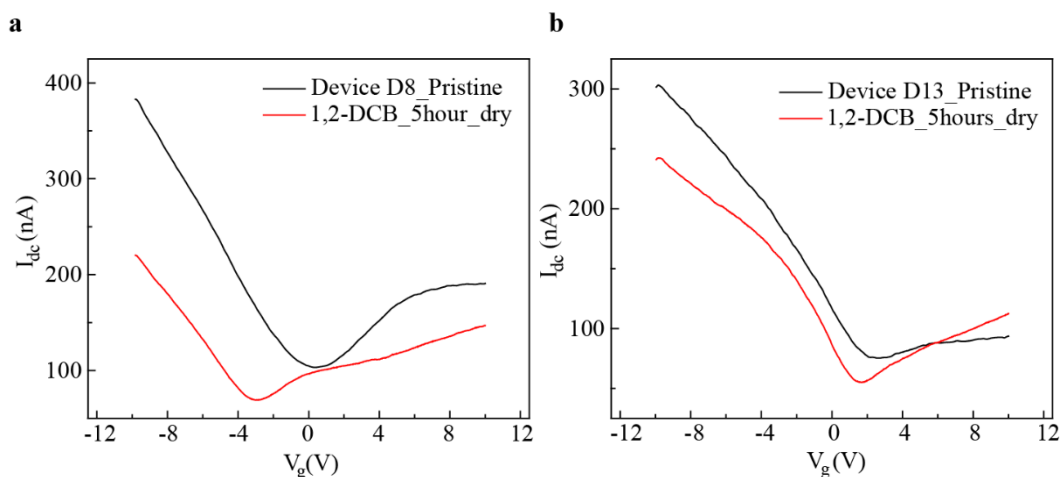 a
Device D8_Pristine
1,2-DCB_5hour_dry
400
300
200
100
I_dc (nA)
-12 -8 -4 0 4 8 12
V_g(V)
b
Device D13_Pristine
1,2-DCB_5hours_dry
300
200
100
I_dc (nA)
-12 -8 -4 0 4 8 12
V_g(V)